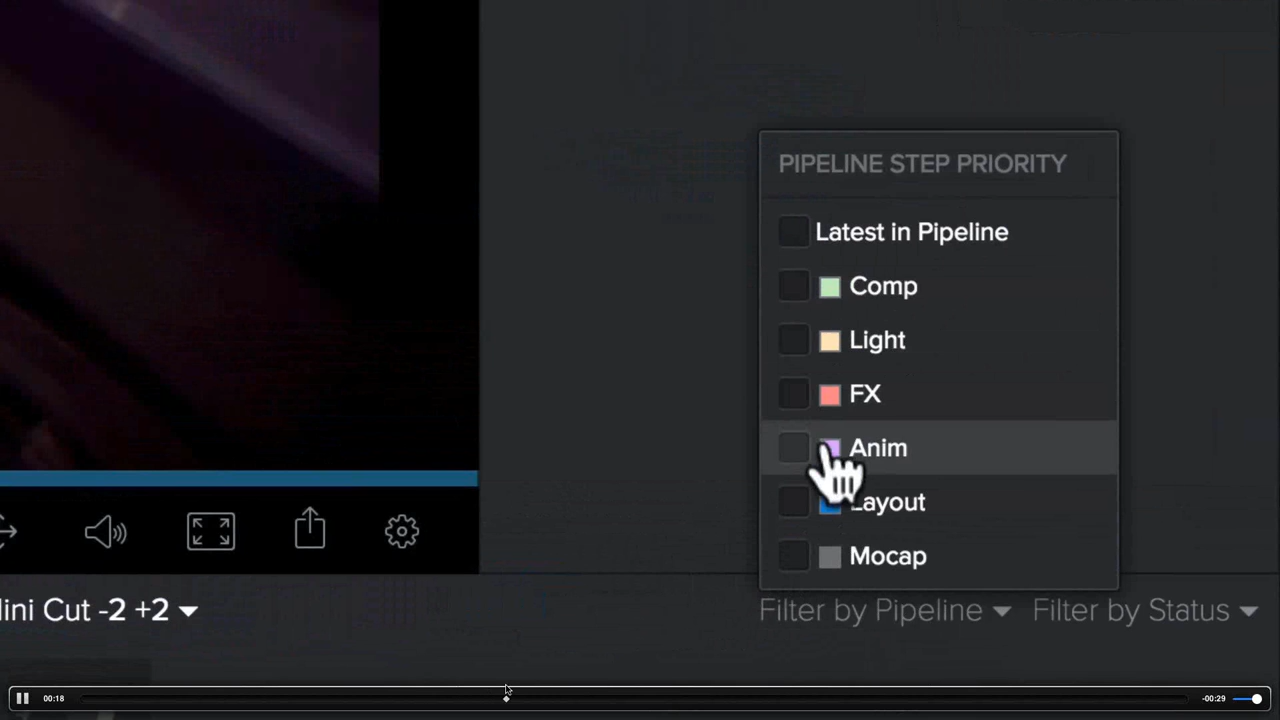 PIPELINE STEP PRIORITY
Latest in Pipeline
Comp
Light
FX
Anim
Layout
Mocap
Cut -2 +2
Filter by Pipeline
Filter by Status
00:18
-00:29